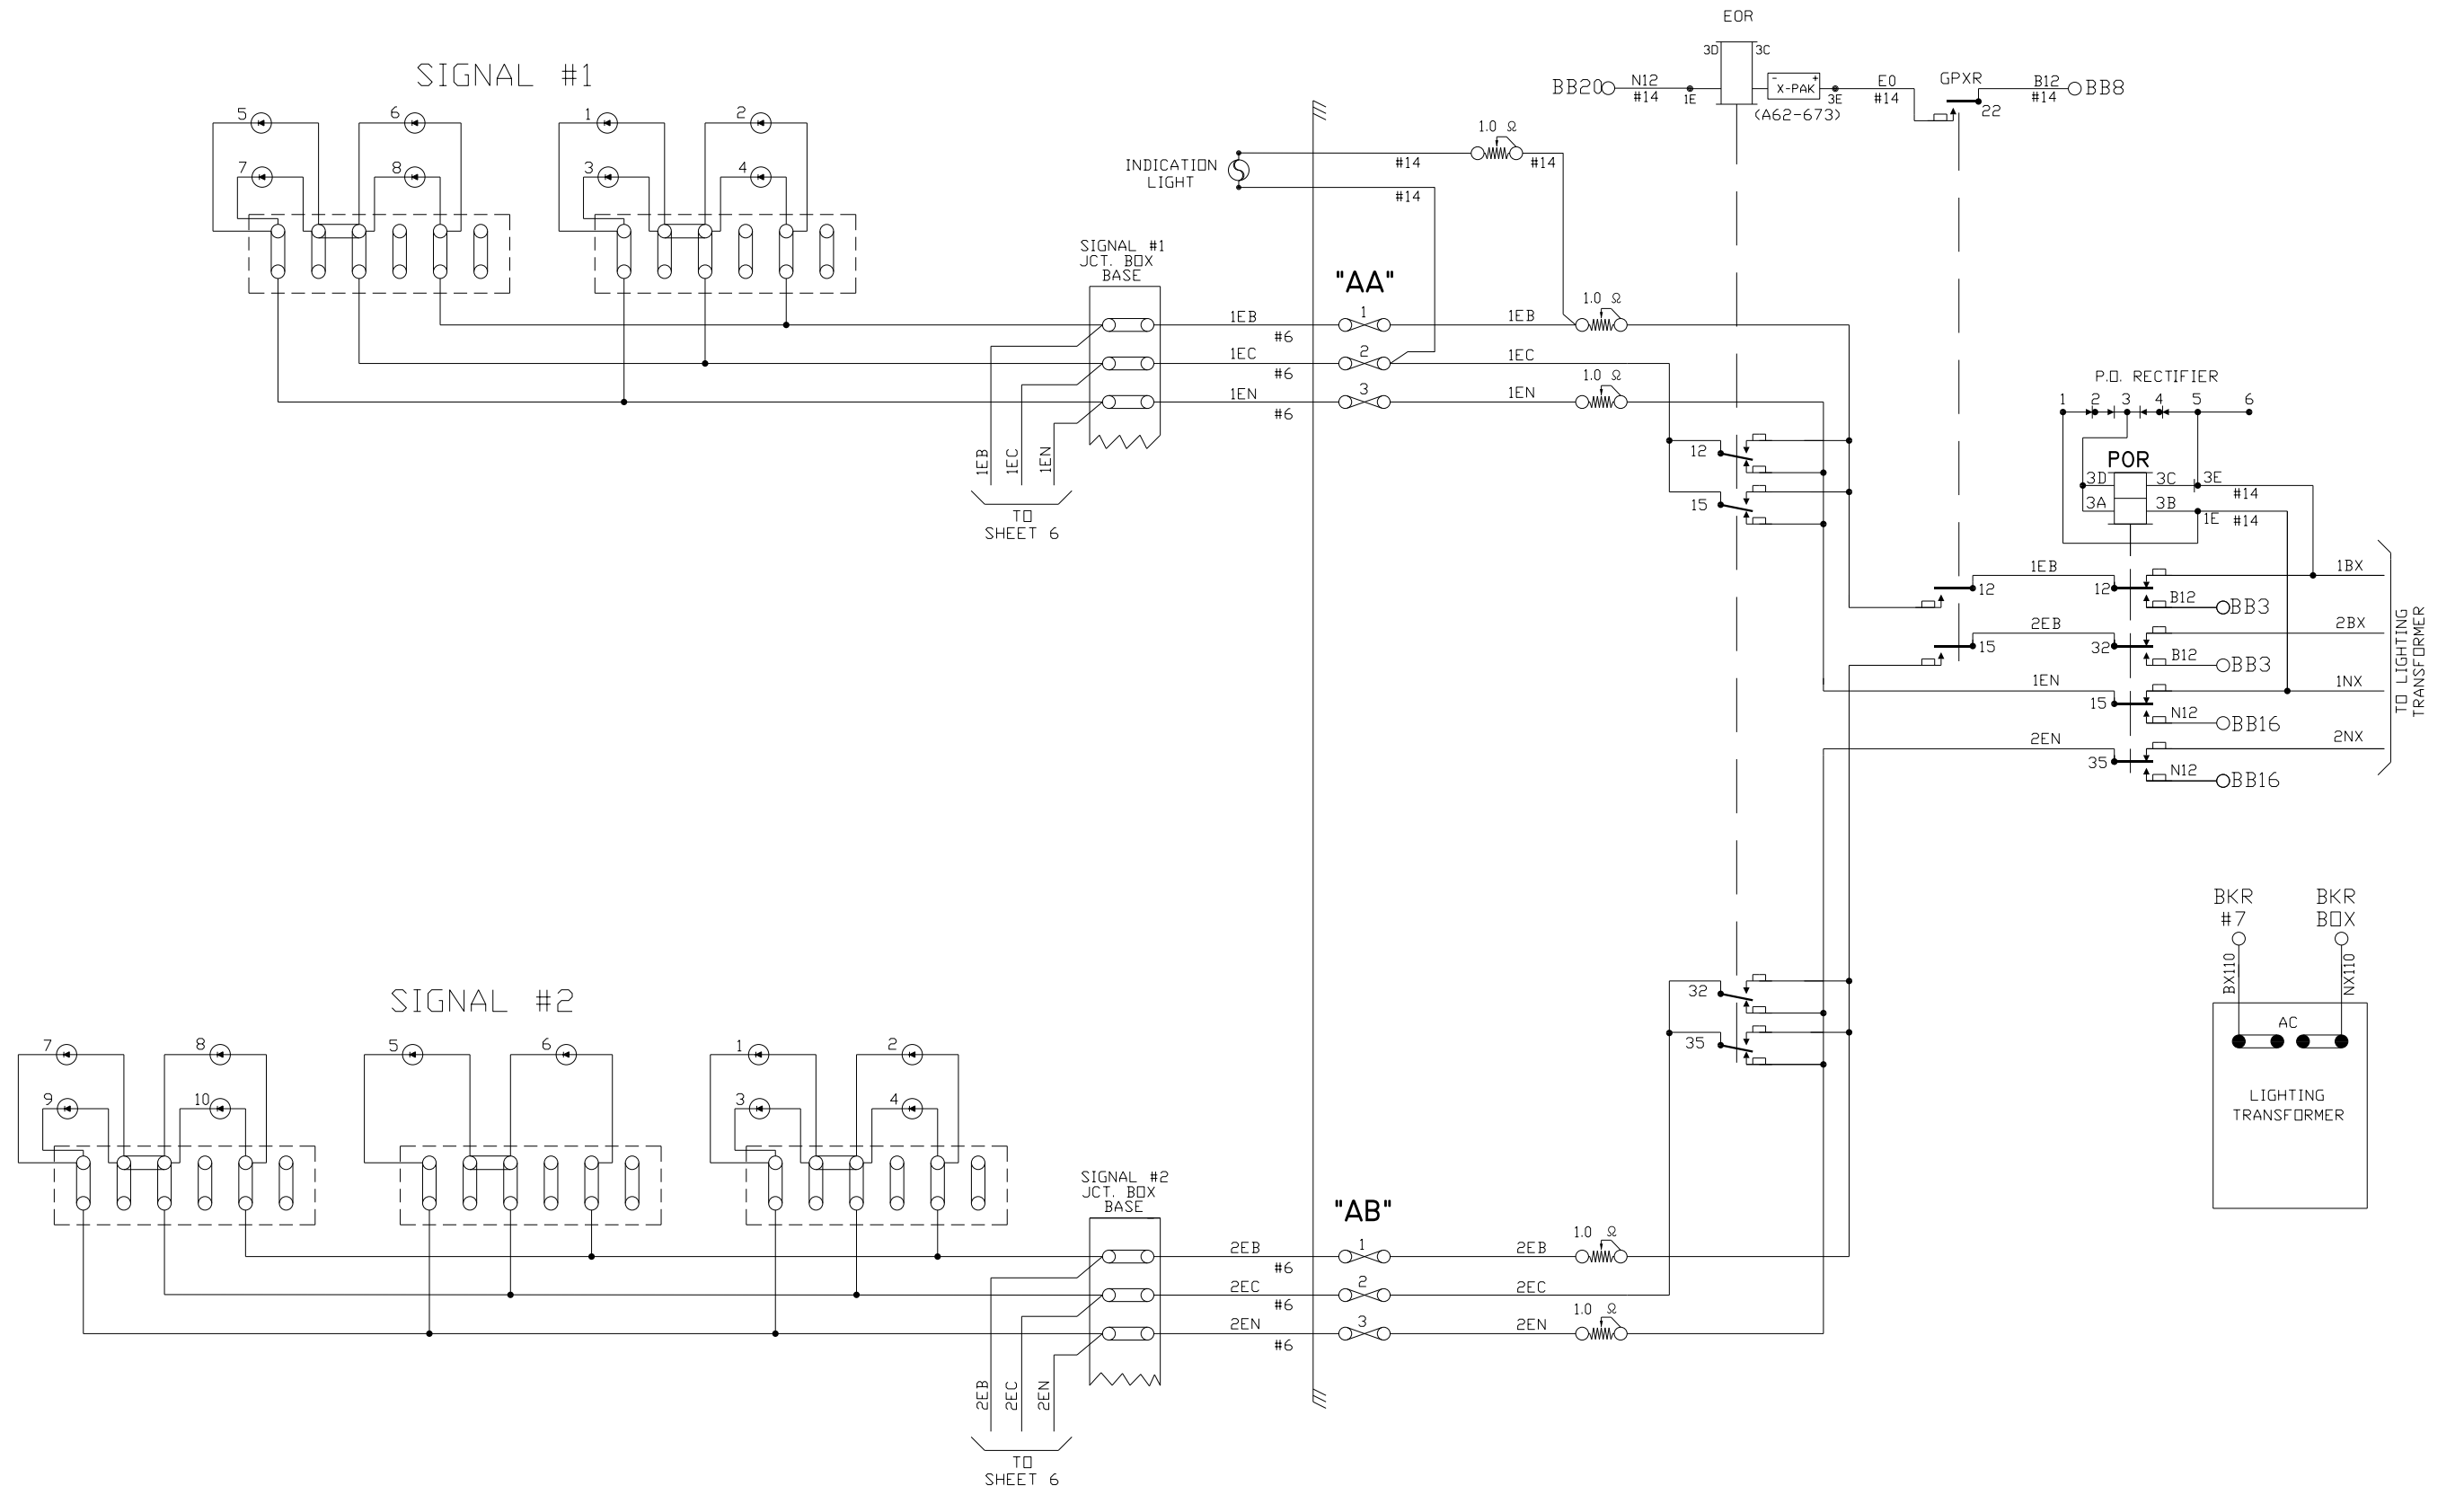 EOR
3D 3C
BB20 N12 #14 1E
- + X-PAK
(A62-673)
3E
E0 #14
GPXR
22
B12 #14
BB8
SIGNAL #1
5 6 1 2
7 8 3 4
INDICATION
LIGHT
#14
1.0 Ω
#14
#14
SIGNAL #1
JCT. BOX
BASE
"AA"
1EB #6 1 1EB 1.0 Ω
1EC #6 2 1EC
1EN #6 3 1EN 1.0 Ω
1EB 1EC 1EN
TO
SHEET 6
12
15
P.O. RECTIFIER
1 2 3 4 5 6
POR
3D 3C 3E #14
3A 3B 1E #14
12 1EB 12 1BX
B12 BB3
15 2EB 32 2BX
B12 BB3
1EN 15 1NX
N12 BB16
2EN 35 2NX
N12 BB16
TO LIGHTING
TRANSFORMER
BKR
#7
BKR
BOX
BX110
NX110
AC
LIGHTING
TRANSFORMER
32
35
SIGNAL #2
7 8 5 6 1 2
9 10 3 4
SIGNAL #2
JCT. BOX
BASE
"AB"
2EB #6 1 2EB 1.0 Ω
2EC #6 2 2EC
2EN #6 3 2EN 1.0 Ω
2EB 2EC 2EN
TO
SHEET 6